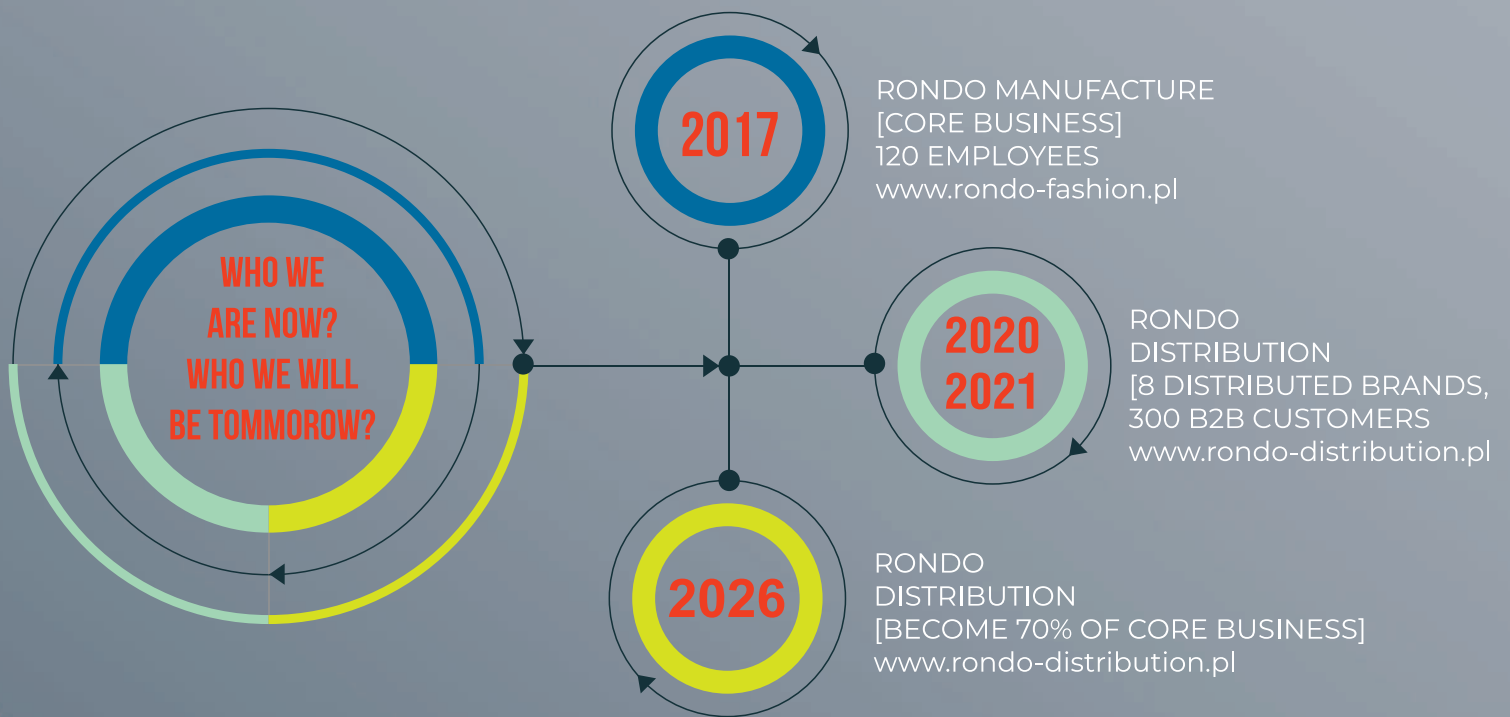 WHO WE
ARE NOW?
WHO WE WILL
BE TOMMOROW?
2017
RONDO MANUFACTURE
[CORE BUSINESS]
120 EMPLOYEES
www.rondo-fashion.pl
2020
2021
RONDO
DISTRIBUTION
[8 DISTRIBUTED BRANDS,
300 B2B CUSTOMERS
www.rondo-distribution.pl
2026
RONDO
DISTRIBUTION
[BECOME 70% OF CORE BUSINESS]
www.rondo-distribution.pl